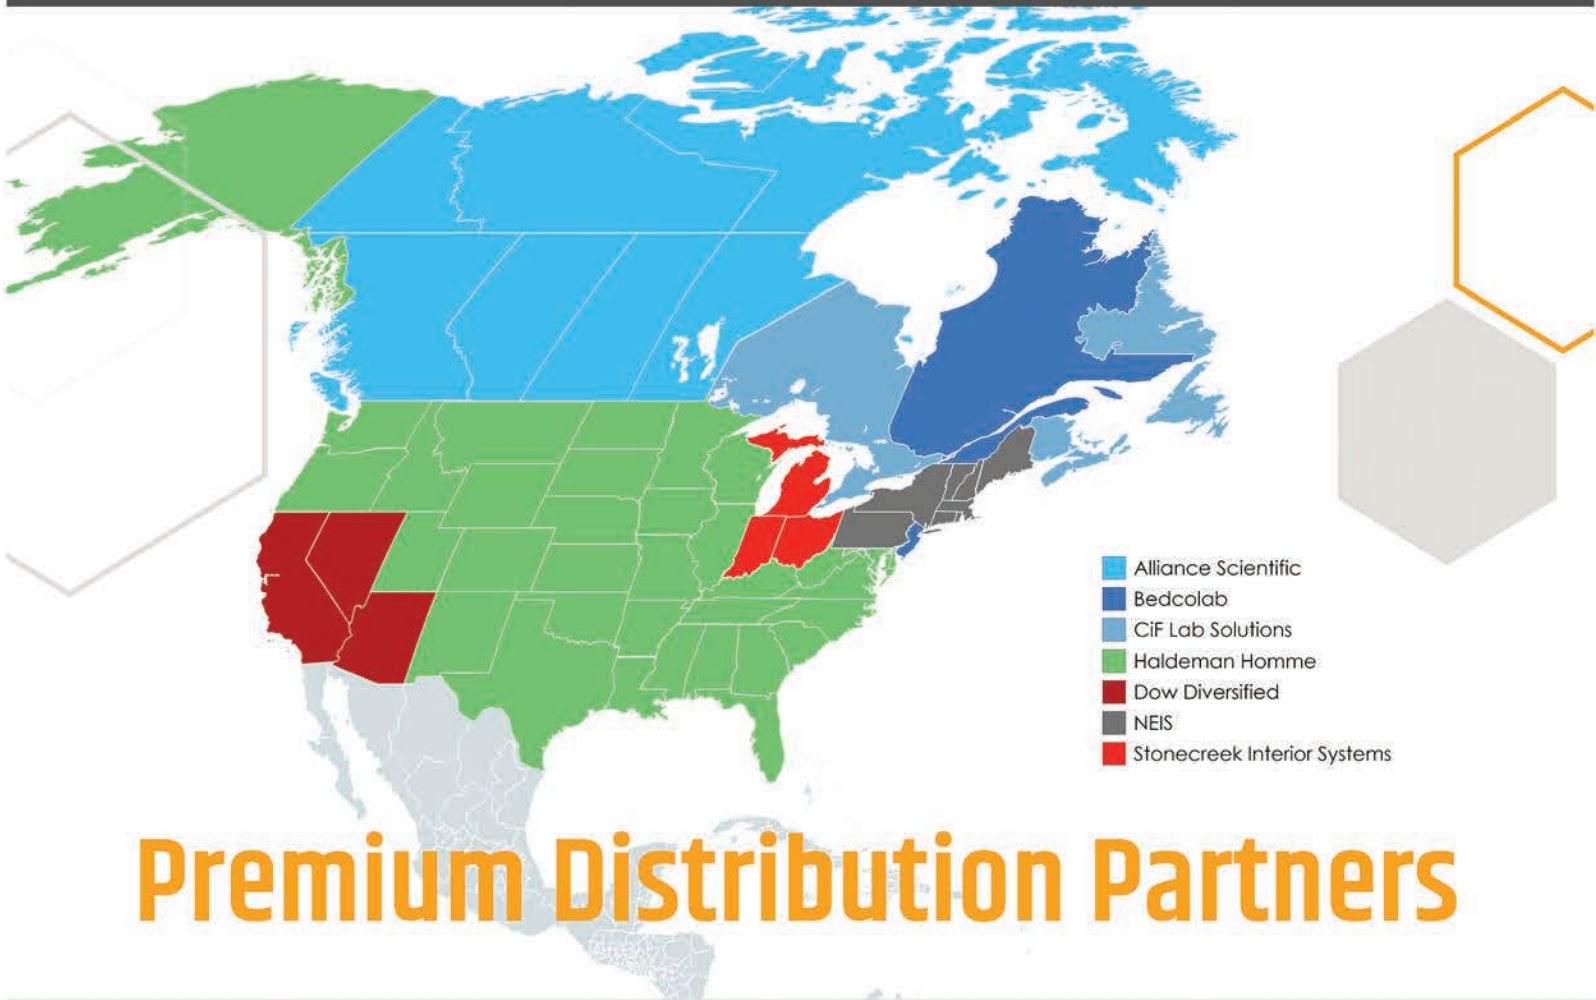 Alliance Scientific
Bedcolab
CiF Lab Solutions
Haldeman Homme
Dow Diversified
NEIS
Stonecreek Interior Systems
Premium Distribution Partners